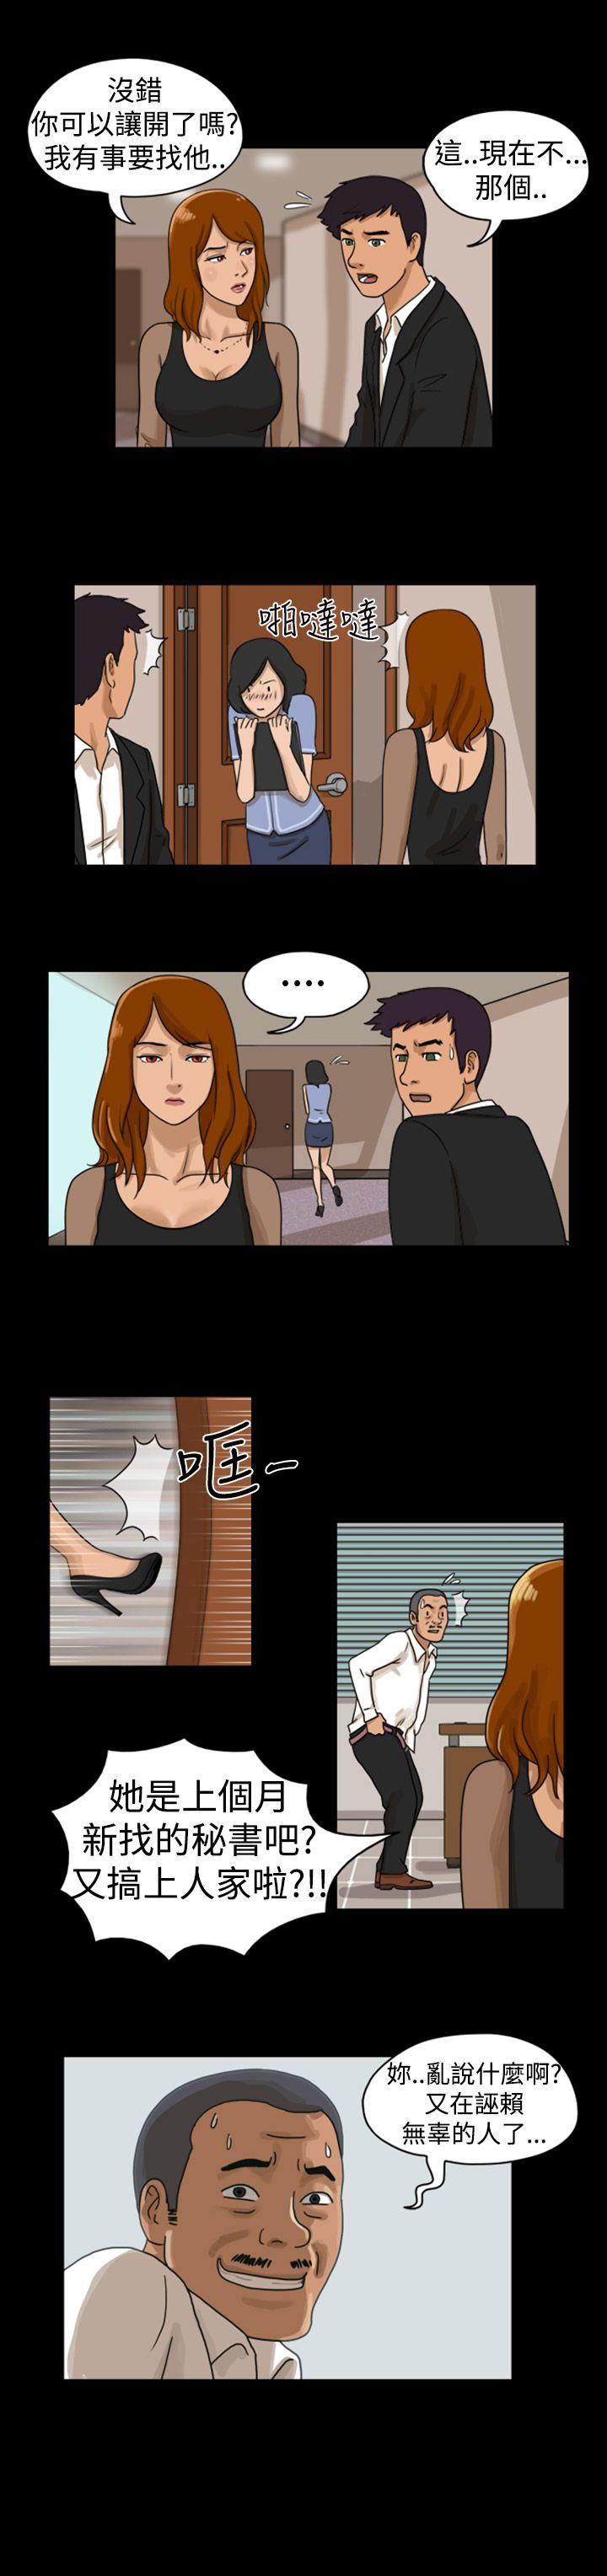 沒錯
你可以讓開了嗎?
我有事要找他..
這..現在不...
那個..
啪噠噠
....
哐–
她是上個月
新找的秘書吧?
又搞上人家啦?!!
妳..亂說什麼啊?
又在誣賴
無辜的人了...